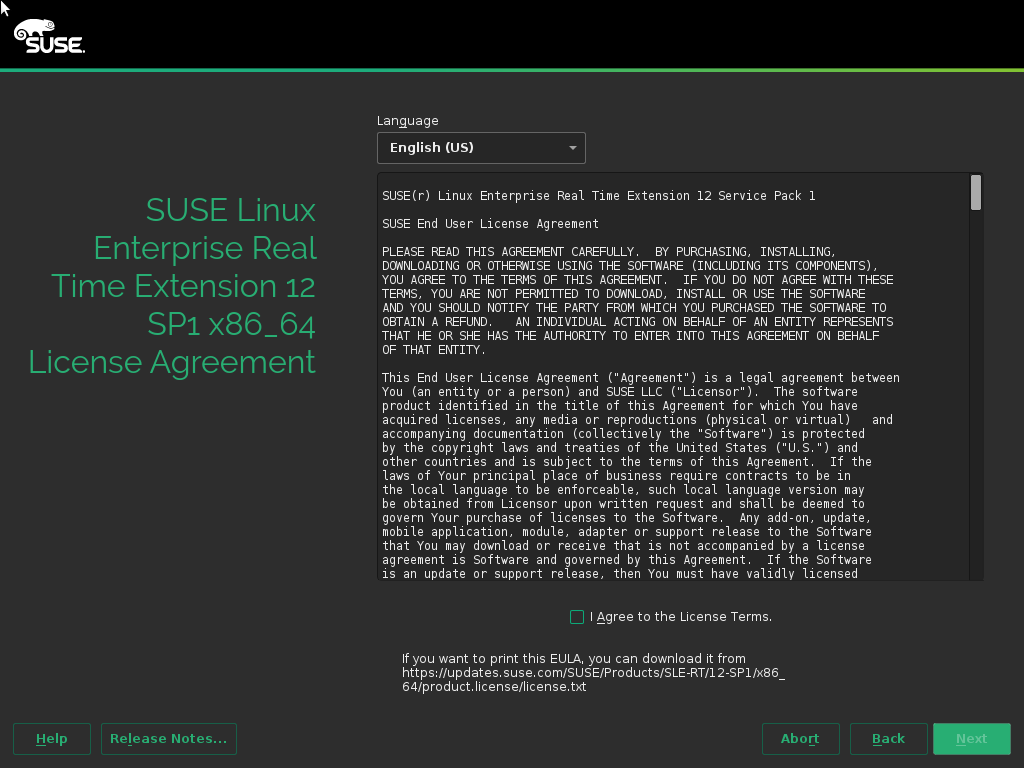 SUSE.
Language
English (US)
SUSE Linux
Enterprise Real
Time Extension 12
SP1 x86_64
License Agreement
SUSE(r) Linux Enterprise Real Time Extension 12 Service Pack 1
SUSE End User License Agreement
PLEASE READ THIS AGREEMENT CAREFULLY.  BY PURCHASING, INSTALLING,
DOWNLOADING OR OTHERWISE USING THE SOFTWARE (INCLUDING ITS COMPONENTS),
YOU AGREE TO THE TERMS OF THIS AGREEMENT.  IF YOU DO NOT AGREE WITH THESE
TERMS, YOU ARE NOT PERMITTED TO DOWNLOAD, INSTALL OR USE THE SOFTWARE
AND YOU SHOULD NOTIFY THE PARTY FROM WHICH YOU PURCHASED THE SOFTWARE TO
OBTAIN A REFUND.   AN INDIVIDUAL ACTING ON BEHALF OF AN ENTITY REPRESENTS
THAT HE OR SHE HAS THE AUTHORITY TO ENTER INTO THIS AGREEMENT ON BEHALF
OF THAT ENTITY.
This End User License Agreement ("Agreement") is a legal agreement between
You (an entity or a person) and SUSE LLC ("Licensor").  The software
product identified in the title of this Agreement for which You have
acquired licenses, any media or reproductions (physical or virtual)   and
accompanying documentation (collectively the "Software") is protected
by the copyright laws and treaties of the United States ("U.S.") and
other countries and is subject to the terms of this Agreement.  If the
laws of Your principal place of business require contracts to be in
the local language to be enforceable, such local language version may
be obtained from Licensor upon written request and shall be deemed to
govern Your purchase of licenses to the Software.  Any add-on, update,
mobile application, module, adapter or support release to the Software
that You may download or receive that is not accompanied by a license
agreement is Software and governed by this Agreement.  If the Software
is an update or support release, then You must have validly licensed
I Agree to the License Terms.
If you want to print this EULA, you can download it from
https://updates.suse.com/SUSE/Products/SLE-RT/12-SP1/x86_
64/product.license/license.txt
Help
Release Notes...
Abort
Back
Next